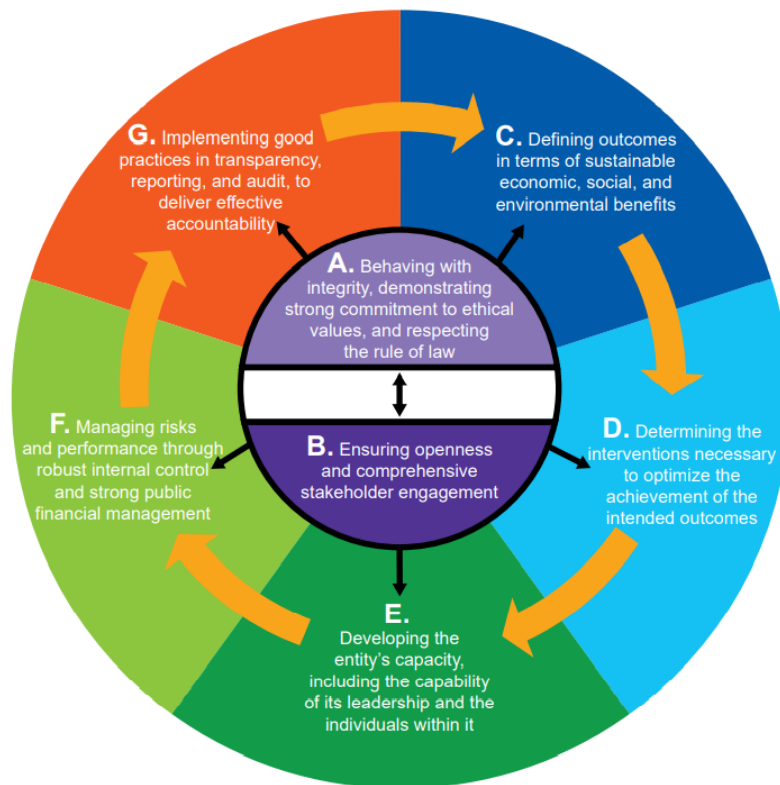 G. Implementing good
practices in transparency,
reporting, and audit, to
deliver effective
accountability
C. Defining outcomes
in terms of sustainable
economic, social, and
environmental benefits
A. Behaving with
integrity, demonstrating
strong commitment to ethical
values, and respecting
the rule of law
F. Managing risks
and performance through
robust internal control
and strong public
financial management
B. Ensuring openness
and comprehensive
stakeholder engagement
D. Determining the
interventions necessary
to optimize the
achievement of the
intended outcomes
E.
Developing the
entity's capacity,
including the capability
of its leadership and the
individuals within it